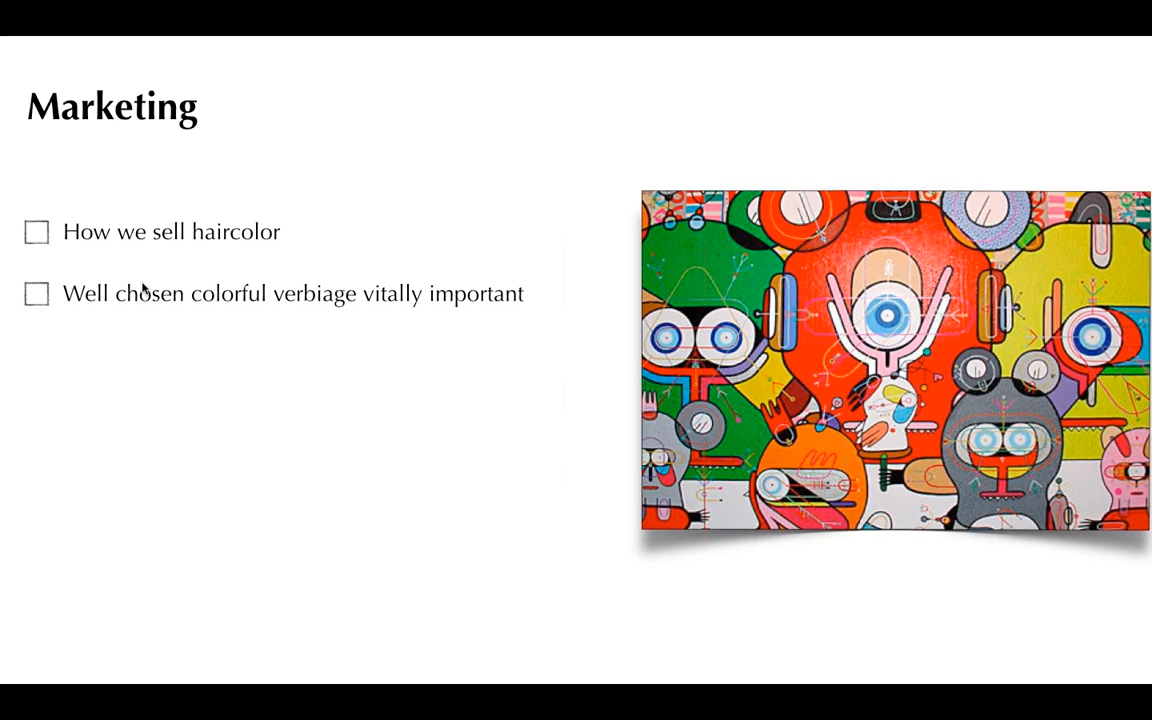 Marketing
How we sell haircolor
Well chosen colorful verbiage vitally important